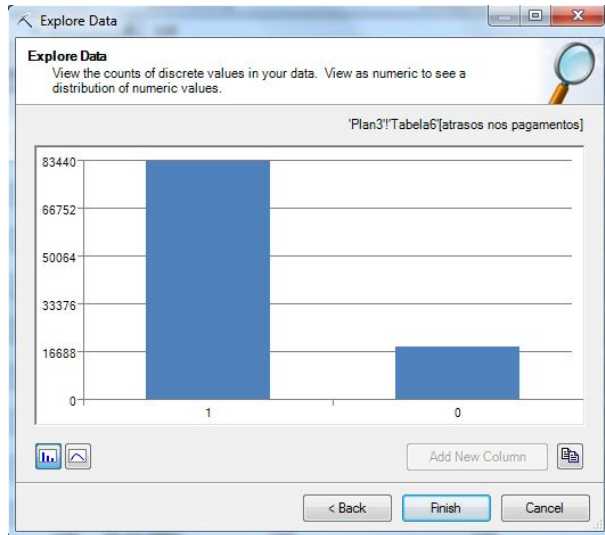 Explore Data
Explore Data
View the counts of discrete values in your data. View as numeric to see a
distribution of numeric values.
'Plan3'!'Tabela6'[atrasos nos pagamentos]
83440
66752
50064
33376
16688
0
1
0
Add New Column
< Back
Finish
Cancel